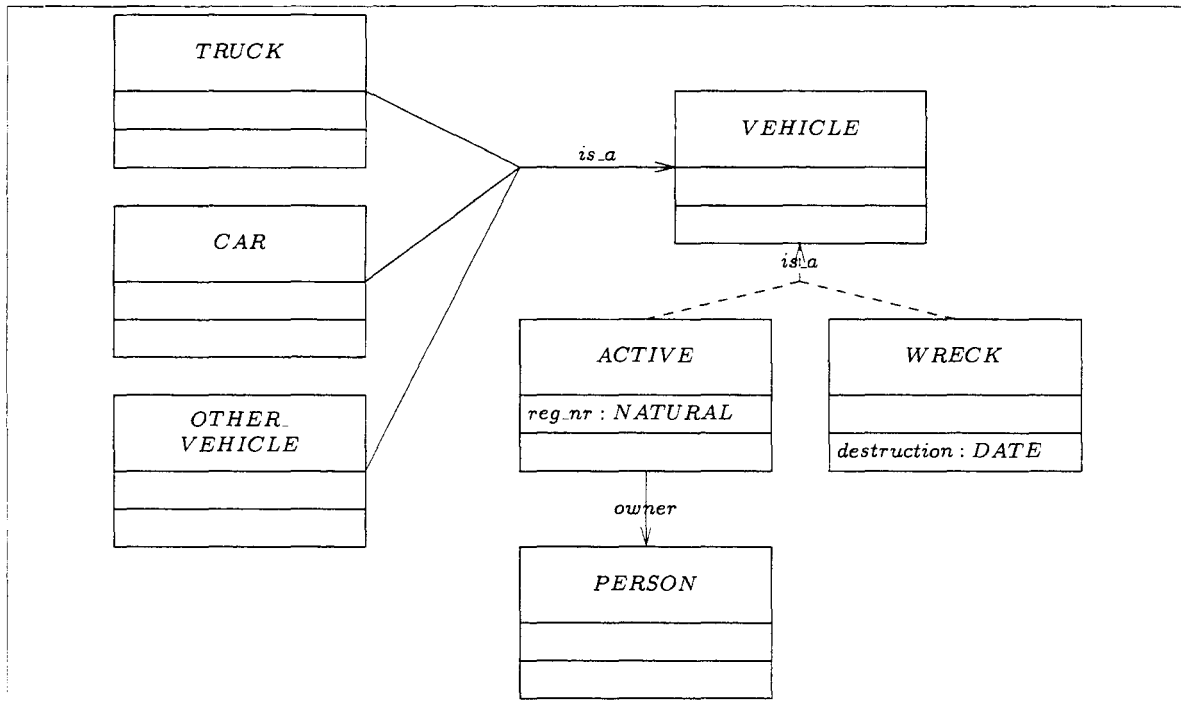 TRUCK
VEHICLE
is_a
CAR
is_a
ACTIVE
WRECK
reg_nr : NATURAL
OTHER_
VEHICLE
destruction : DATE
owner
PERSON